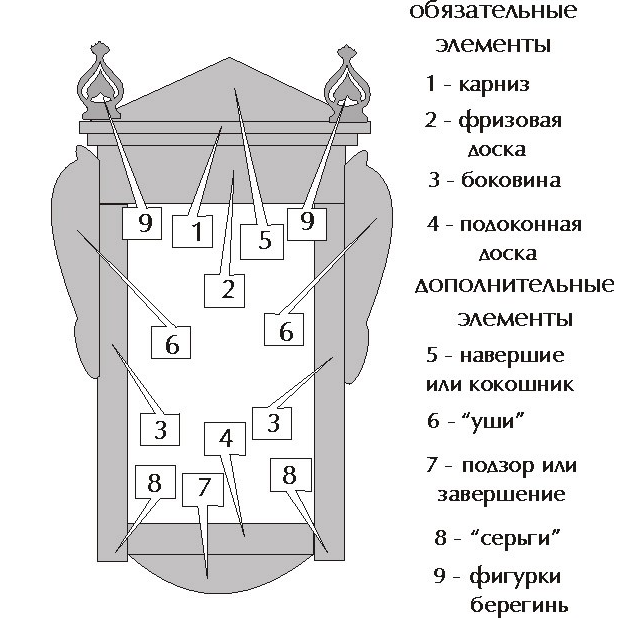 обязательные
элементы
1 - карниз
2 - фризовая
доска
3 - боковина
4 - подоконная
доска
дополнительные
элементы
5 - навершие
или кокошник
6 - “уши”
7 - подзор или
завершение
8 - “серьги”
9 - фигурки
берегинь
9
1
5
9
2
6
6
3
3
4
8
7
8